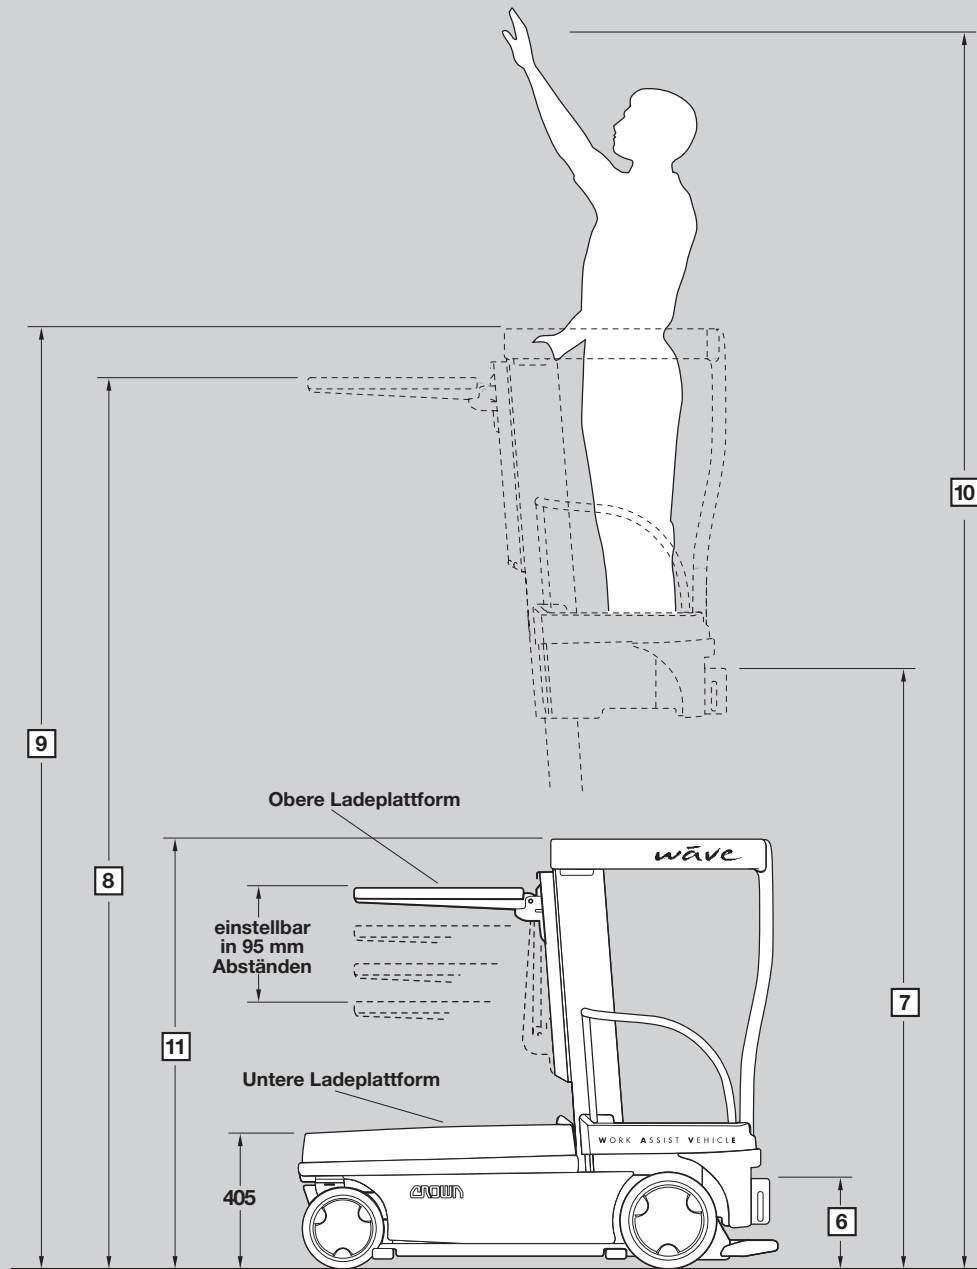 10
9
Obere Ladeplattform
wāve
8
einstellbar
in 95 mm
Abständen
7
11
Untere Ladeplattform
WORK ASSIST VEHICLE
405
CROWN
6